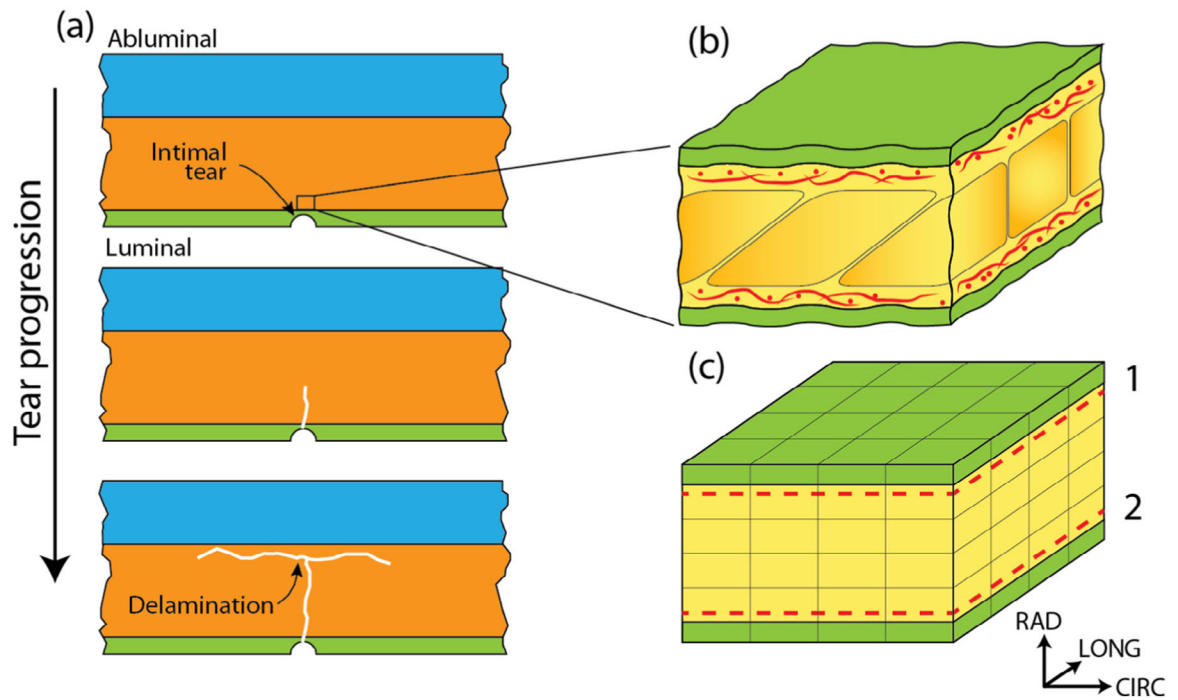 (a)
Abluminal
Intimal
tear
Luminal
Delamination
Tear progression
(b)
(c)
1
2
RAD
LONG
CIRC